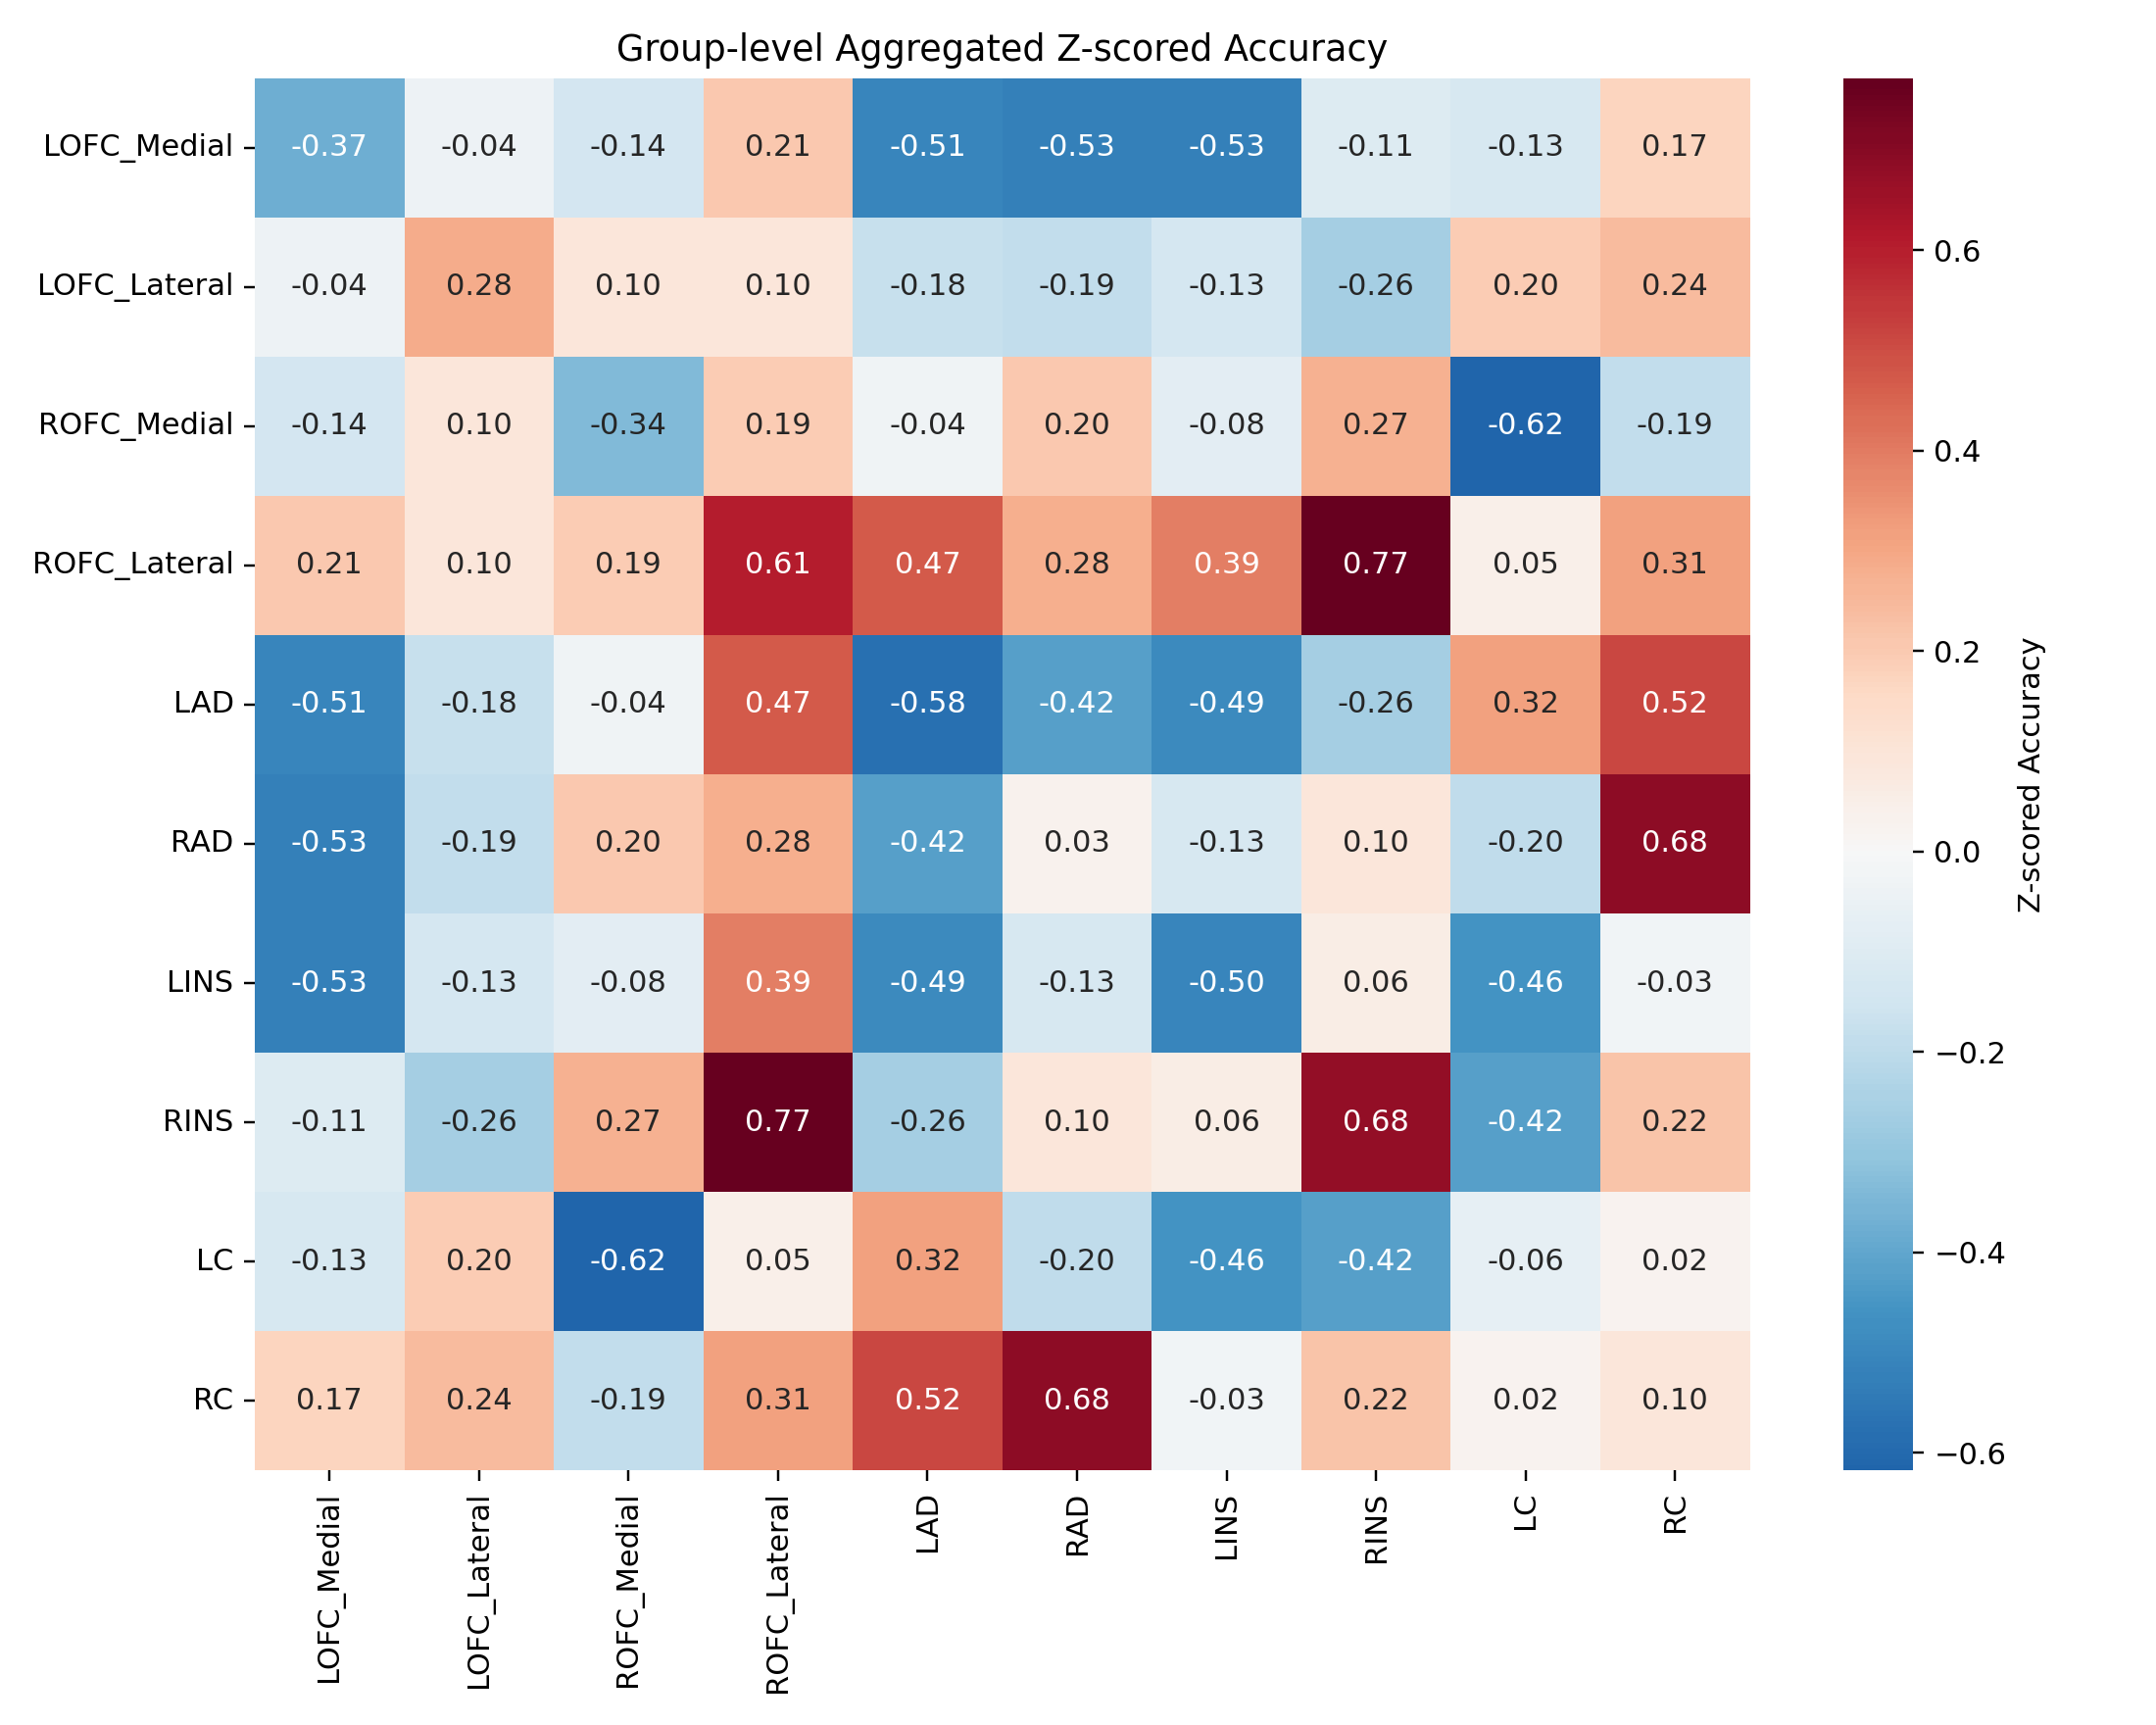 Group-level Aggregated Z-scored Accuracy
LOFC_Medial -0.37 -0.04 -0.14 0.21 -0.51 -0.53 -0.53 -0.11 -0.13 0.17
LOFC_Lateral -0.04 0.28 0.10 0.10 -0.18 -0.19 -0.13 -0.26 0.20 0.24
ROFC_Medial -0.14 0.10 -0.34 0.19 -0.04 0.20 -0.08 0.27 -0.62 -0.19
ROFC_Lateral 0.21 0.10 0.19 0.61 0.47 0.28 0.39 0.77 0.05 0.31
LAD -0.51 -0.18 -0.04 0.47 -0.58 -0.42 -0.49 -0.26 0.32 0.52
RAD -0.53 -0.19 0.20 0.28 -0.42 0.03 -0.13 0.10 -0.20 0.68
LINS -0.53 -0.13 -0.08 0.39 -0.49 -0.13 -0.50 0.06 -0.46 -0.03
RINS -0.11 -0.26 0.27 0.77 -0.26 0.10 0.06 0.68 -0.42 0.22
LC -0.13 0.20 -0.62 0.05 0.32 -0.20 -0.46 -0.42 -0.06 0.02
RC 0.17 0.24 -0.19 0.31 0.52 0.68 -0.03 0.22 0.02 0.10
LOFC_Medial LOFC_Lateral ROFC_Medial ROFC_Lateral LAD RAD LINS RINS LC RC
0.6
0.4
0.2
0.0
−0.2
−0.4
−0.6
Z-scored Accuracy